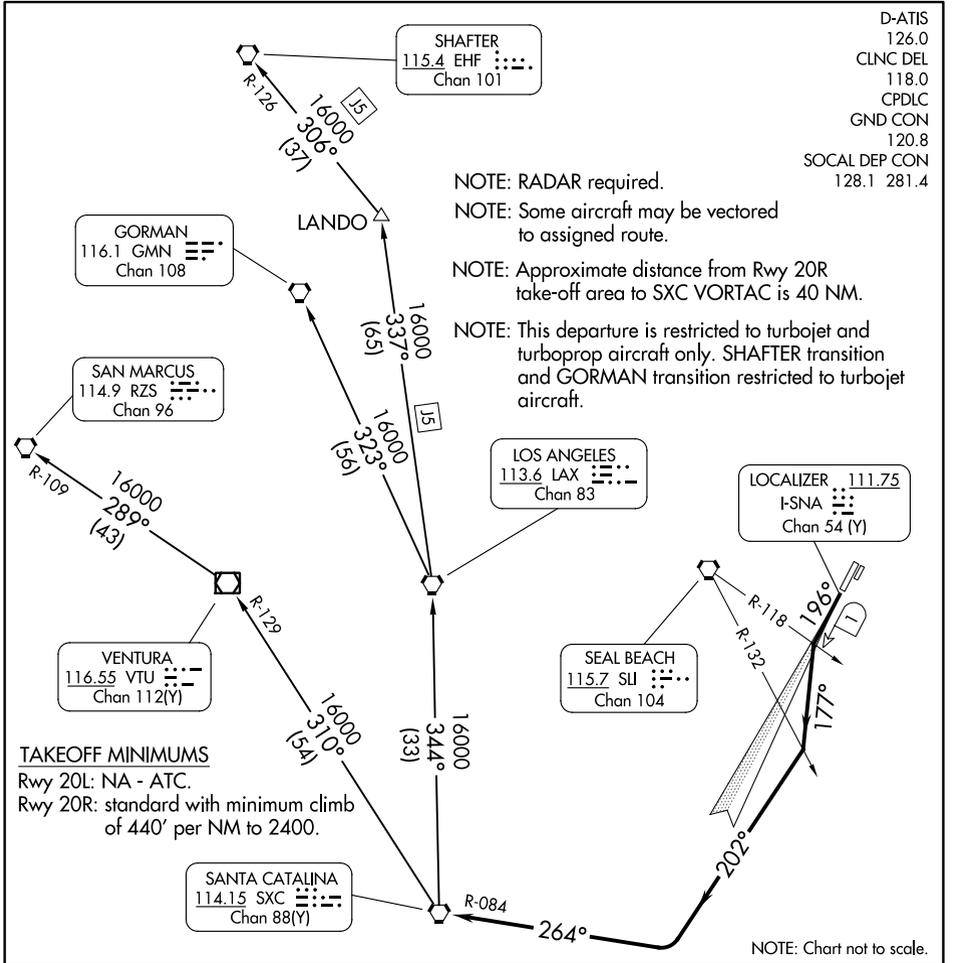 D-ATIS
126.0
CLNC DEL
118.0
CPDLC
GND CON
120.8
SOCAL DEP CON
128.1 281.4
SHAFTER
115.4 EHF
Chan 101
R-126
16000
306°
(37)
J5
LANDO
NOTE: RADAR required.
NOTE: Some aircraft may be vectored
to assigned route.
NOTE: Approximate distance from Rwy 20R
take-off area to SXC VORTAC is 40 NM.
NOTE: This departure is restricted to turbojet and
turboprop aircraft only. SHAFTER transition
and GORMAN transition restricted to turbojet
aircraft.
GORMAN
116.1 GMN
Chan 108
16000
337°
(65)
J5
16000
323°
(56)
SAN MARCUS
114.9 RZS
Chan 96
R-109
16000
289°
(43)
LOS ANGELES
113.6 LAX
Chan 83
LOCALIZER 111.75
I-SNA
Chan 54 (Y)
196°
1
R-118
R-132
177°
SEAL BEACH
115.7 SLI
Chan 104
R-129
VENTURA
116.55 VTU
Chan 112(Y)
16000
310°
(54)
16000
344°
(33)
TAKEOFF MINIMUMS
Rwy 20L: NA - ATC.
Rwy 20R: standard with minimum climb
of 440' per NM to 2400.
202°
SANTA CATALINA
114.15 SXC
Chan 88(Y)
R-084
264°
NOTE: Chart not to scale.